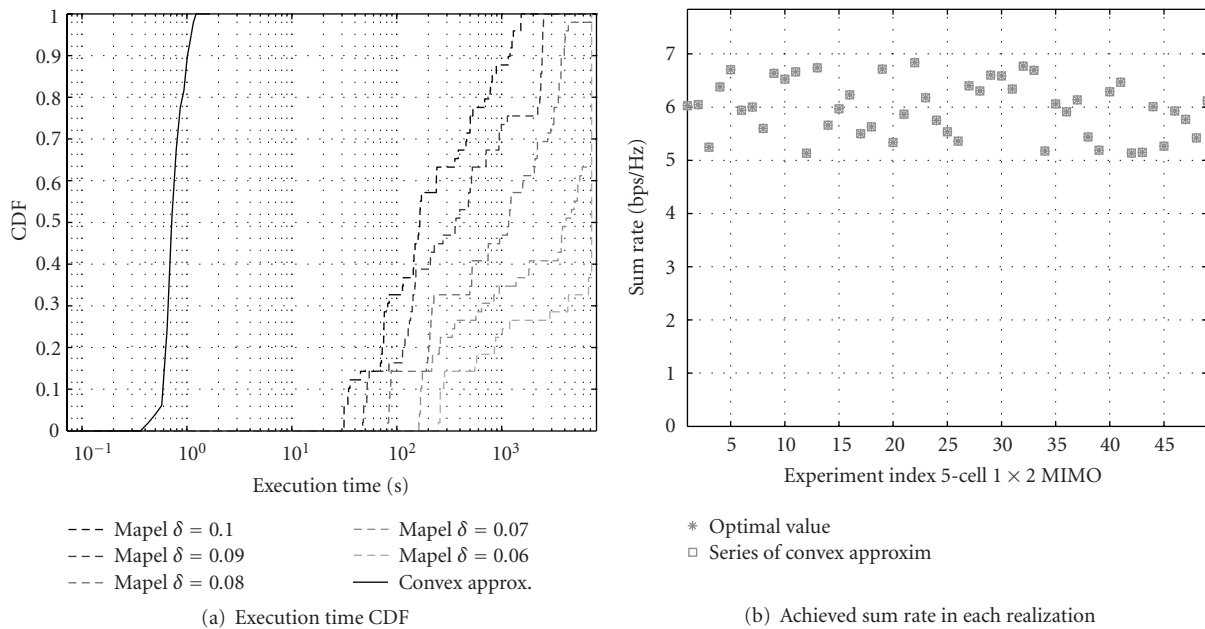 1
0.9
0.8
0.7
0.6
0.5
0.4
0.3
0.2
0.1
0
CDF
10⁻¹ 10⁰ 10¹ 10² 10³
Execution time (s)
Mapel δ = 0.1
Mapel δ = 0.09
Mapel δ = 0.08
Mapel δ = 0.07
Mapel δ = 0.06
Convex approx.
(a) Execution time CDF
7
6
5
4
3
2
1
0
Sum rate (bps/Hz)
5 10 15 20 25 30 35 40 45
Experiment index 5-cell 1 × 2 MIMO
Optimal value
Series of convex approxim
(b) Achieved sum rate in each realization